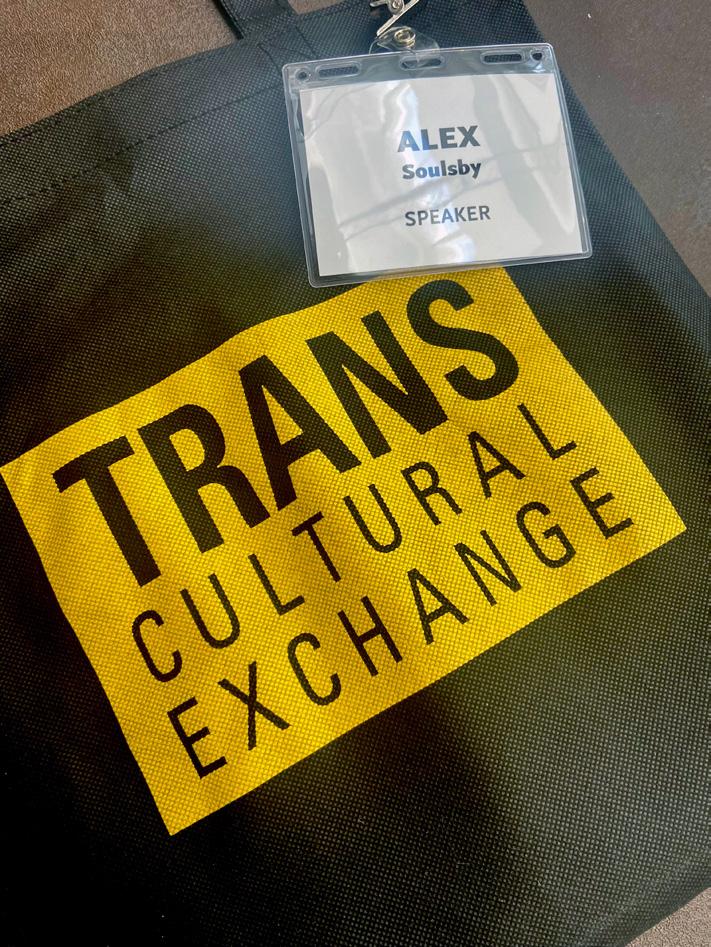 ALEX
Soulsby
SPEAKER
TRANS
CULTURAL
EXCHANGE